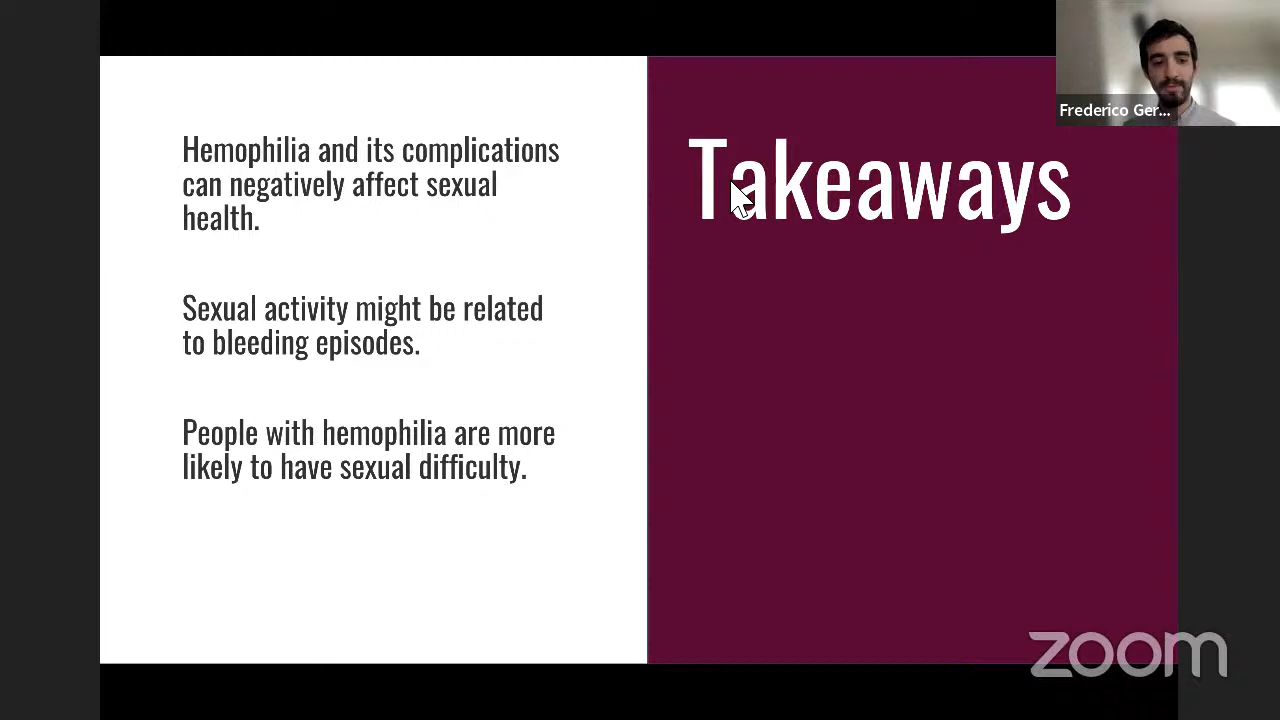 Hemophilia and its complications
can negatively affect sexual
health.
Sexual activity might be related
to bleeding episodes.
People with hemophilia are more
likely to have sexual difficulty.
Takeaways
Frederico Ger...
zoom